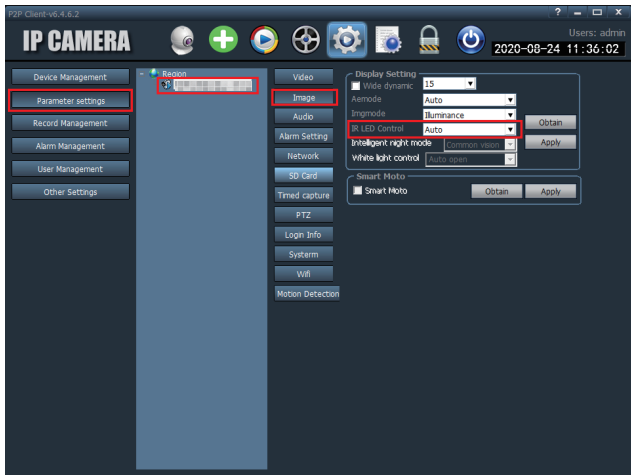 P2P Client-v6.4.6.2
?
IP CAMERA
Users: admin
2020-08-24 11:36:02
Device Management
Parameter settings
Record Management
Alarm Management
User Management
Other Settings
Region
Video
Image
Audio
Alarm Setting
Network
SD Card
Timed capture
PTZ
Login Info
Systerm
Wifi
Motion Detection
Display Setting
Wide dynamic 15
Aemode Auto
Imgmode Illuminance
IR LED Control Auto
Intelligent night mode Common vision
White light control Auto open
Obtain
Apply
Smart Moto
Smart Moto Obtain Apply